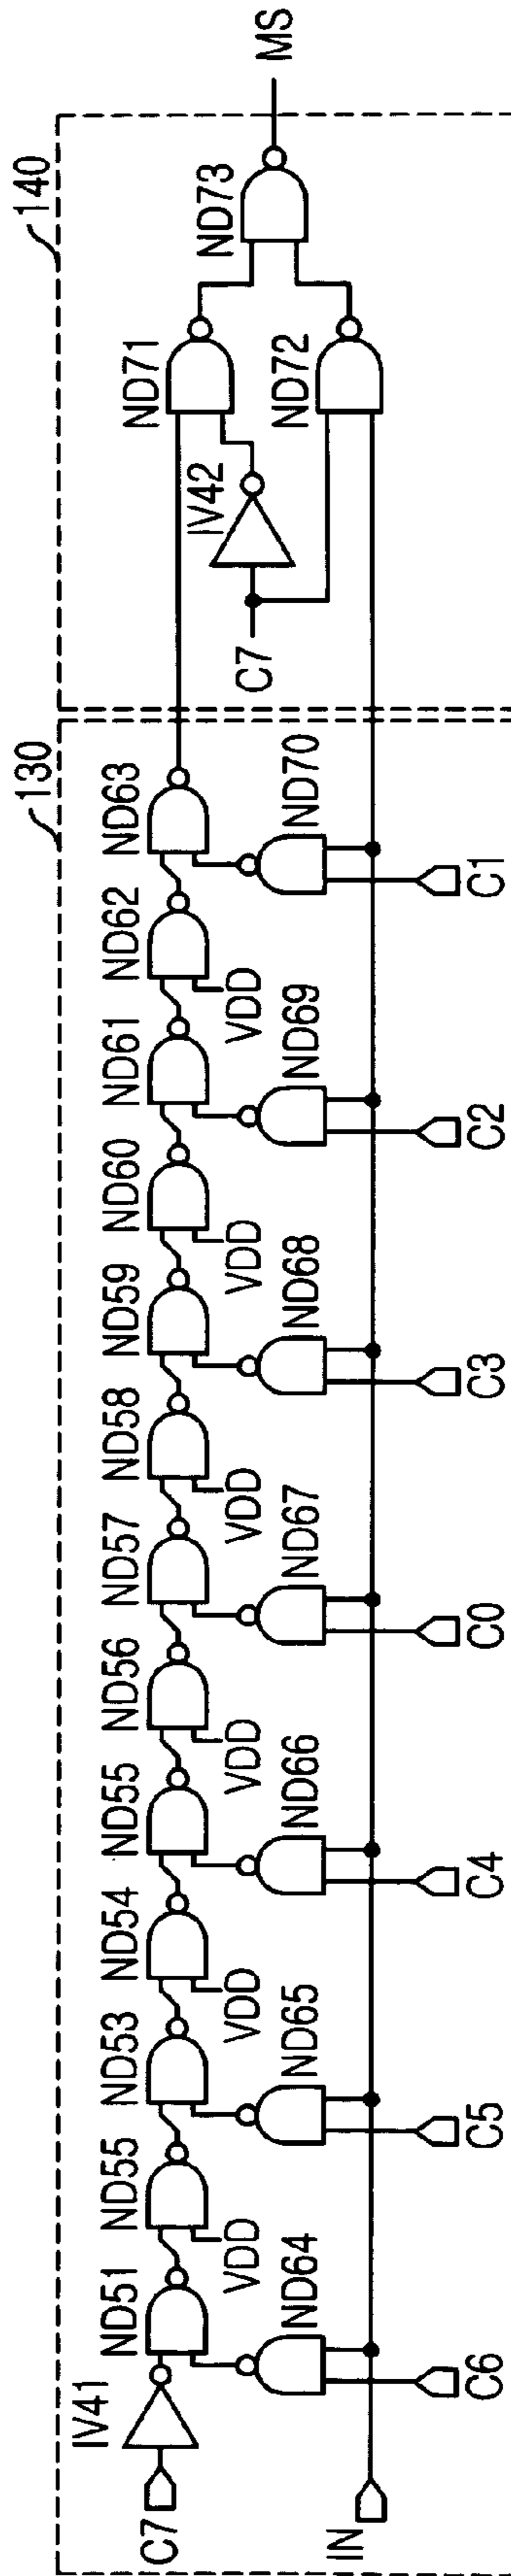 130
140
C7
IV41
ND51
ND55
ND53
ND54
ND55
ND56
ND57
ND58
ND59
ND60
ND61
ND62
ND63
VDD
VDD
VDD
VDD
VDD
VDD
ND64
ND65
ND66
ND67
ND68
ND69
ND70
IN
C6
C5
C4
C0
C3
C2
C1
C7
IV42
ND71
ND72
ND73
MS